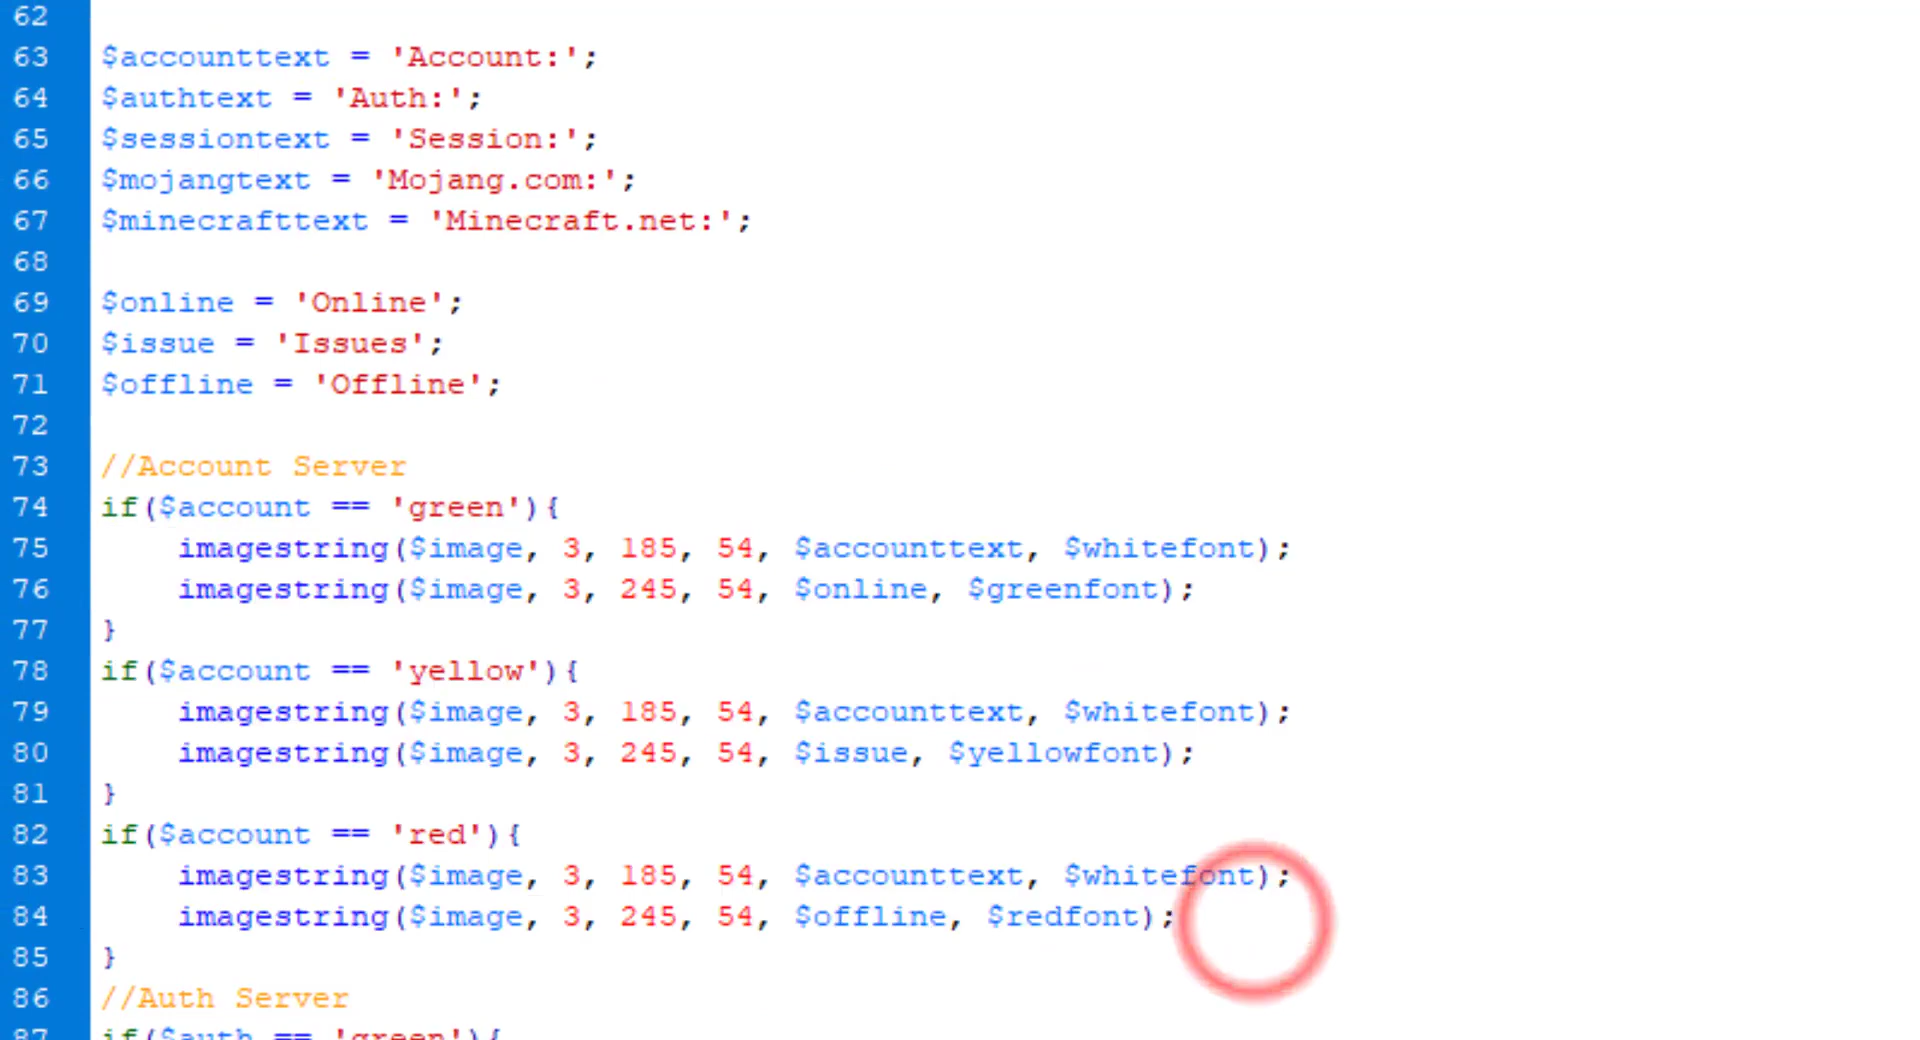 62
63 $accounttext = 'Account:';
64 $authtext = 'Auth:';
65 $sessiontext = 'Session:';
66 $mojangtext = 'Mojang.com:';
67 $minecrafttext = 'Minecraft.net:';
68
69 $online = 'Online';
70 $issue = 'Issues';
71 $offline = 'Offline';
72
73 //Account Server
74 if($account == 'green'){
75     imagestring($image, 3, 185, 54, $accounttext, $whitefont);
76     imagestring($image, 3, 245, 54, $online, $greenfont);
77 }
78 if($account == 'yellow'){
79     imagestring($image, 3, 185, 54, $accounttext, $whitefont);
80     imagestring($image, 3, 245, 54, $issue, $yellowfont);
81 }
82 if($account == 'red'){
83     imagestring($image, 3, 185, 54, $accounttext, $whitefont);
84     imagestring($image, 3, 245, 54, $offline, $redfont);
85 }
86 //Auth Server
87 if($auth == 'green'){